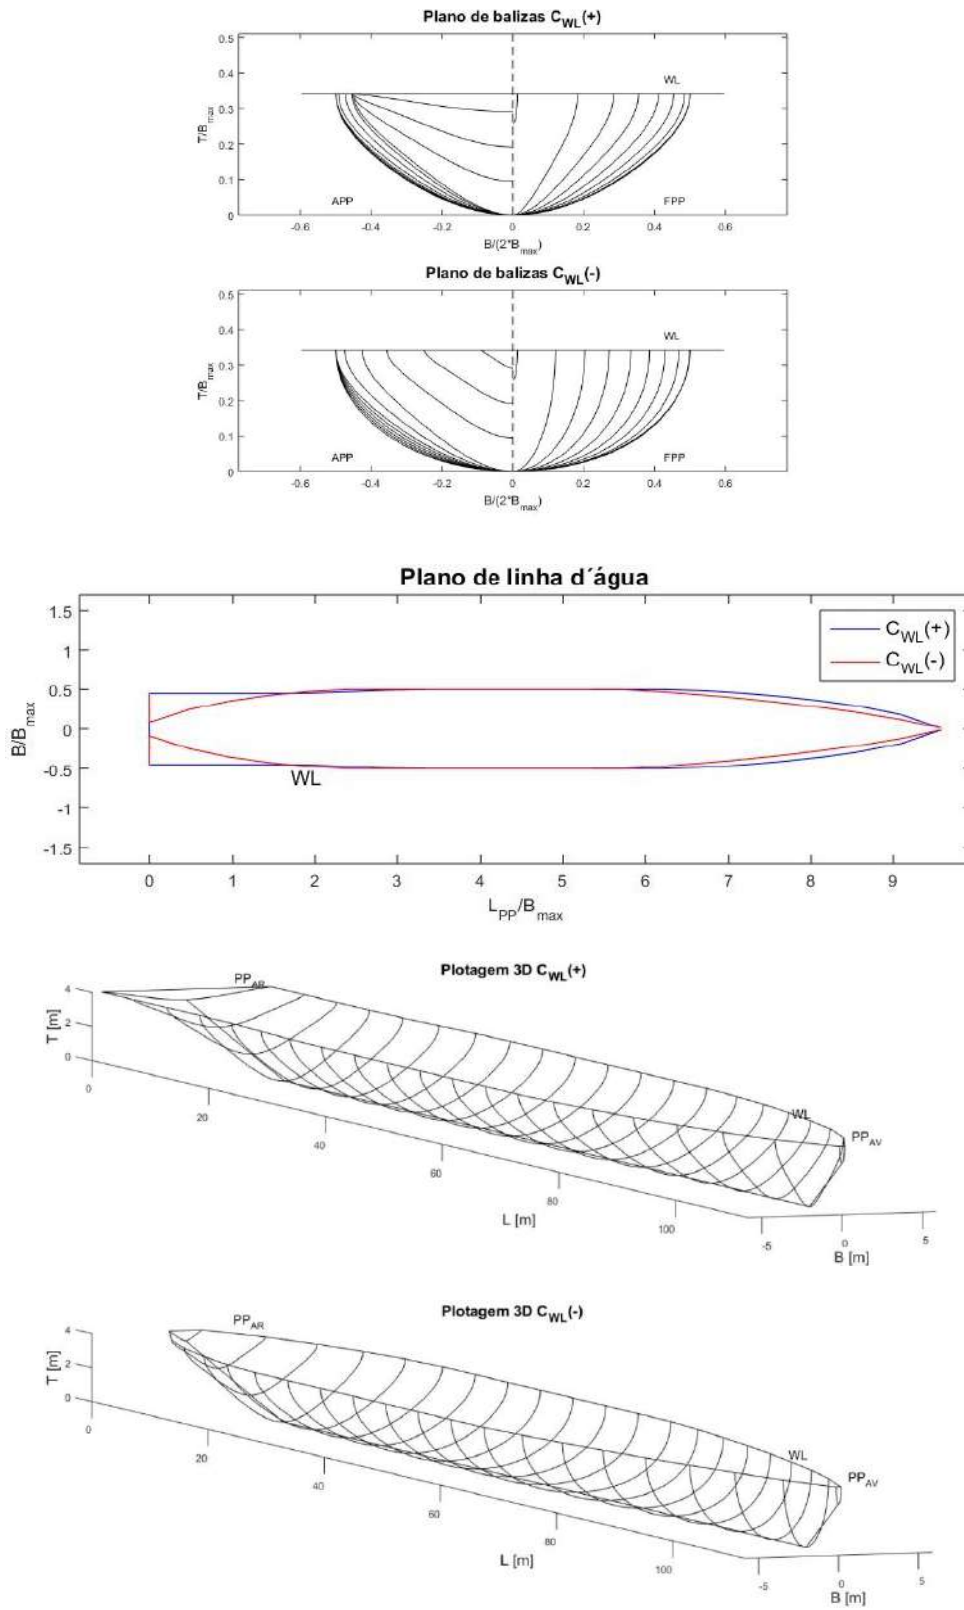 Plano de balizas C_WL(+)
0.5
0.4
WL
0.3
T/B_max
0.2
0.1
APP
FPP
0
-0.6 -0.4 -0.2 0 0.2 0.4 0.6
B/(2*B_max)
Plano de balizas C_WL(-)
0.5
0.4
WL
0.3
T/B_max
0.2
0.1
APP
FPP
0
-0.6 -0.4 -0.2 0 0.2 0.4 0.6
B/(2*B_max)
Plano de linha d´água
1.5
C_WL(+)
1
C_WL(-)
0.5
B/B_max
0
-0.5
WL
-1
-1.5
0 1 2 3 4 5 6 7 8 9
L_PP/B_max
Plotagem 3D C_WL(+)
PP_AR
4
T [m]
2
0
0
20
40
60
80
100
WL
PP_AV
L [m]
-5 0 5
B [m]
Plotagem 3D C_WL(-)
PP_AR
4
T [m]
2
0
0
20
40
60
80
100
WL
PP_AV
L [m]
-5 0 5
B [m]